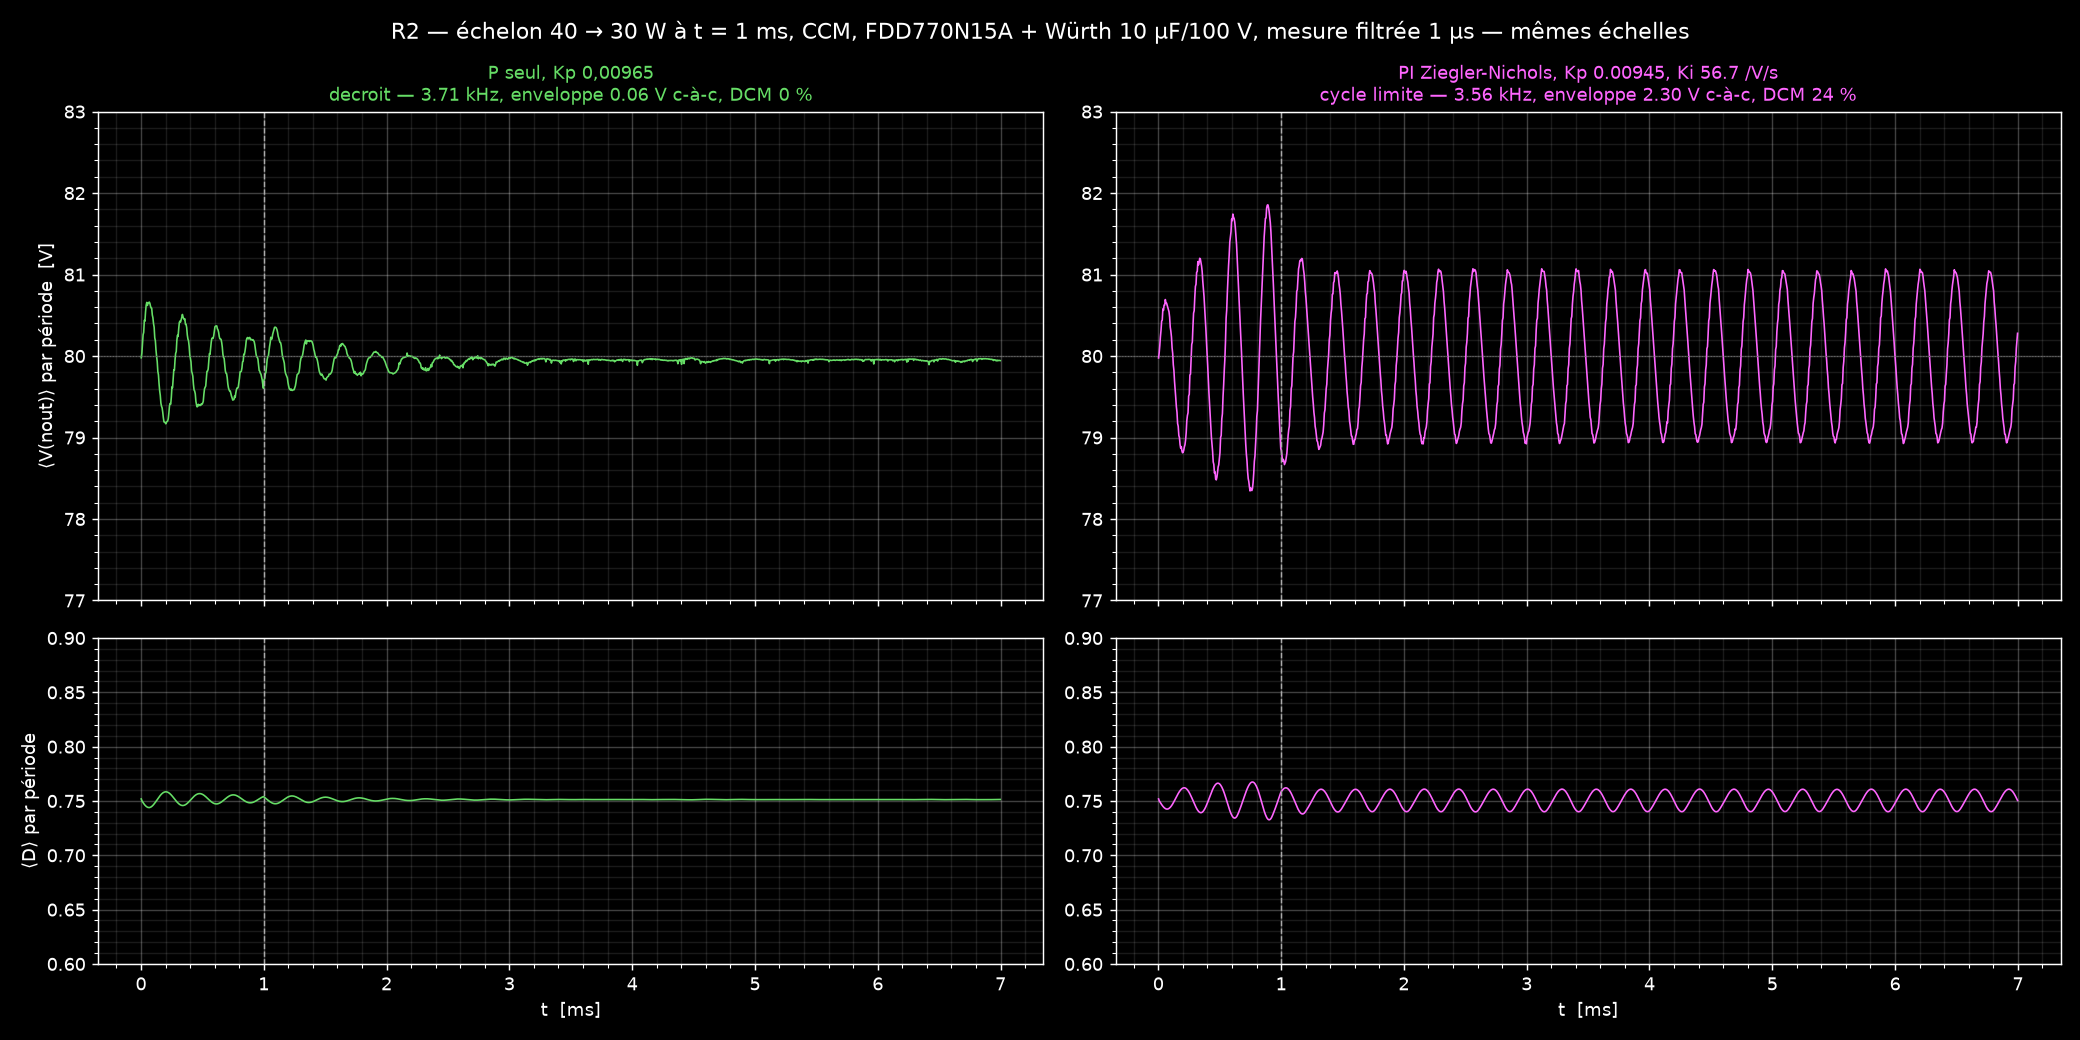 R2 — échelon 40 → 30 W à t = 1 ms, CCM, FDD770N15A + Würth 10 µF/100 V, mesure filtrée 1 µs — mêmes échelles
P seul, Kp 0,00965
decroit — 3.71 kHz, enveloppe 0.06 V c-à-c, DCM 0 %
PI Ziegler-Nichols, Kp 0.00945, Ki 56.7 /V/s
cycle limite — 3.56 kHz, enveloppe 2.30 V c-à-c, DCM 24 %
⟨V(nout)⟩ par période [V]
83
82
81
80
79
78
77
83
82
81
80
79
78
77
⟨D⟩ par période
0.90
0.85
0.80
0.75
0.70
0.65
0.60
0.90
0.85
0.80
0.75
0.70
0.65
0.60
0 1 2 3 4 5 6 7
0 1 2 3 4 5 6 7
t [ms]
t [ms]